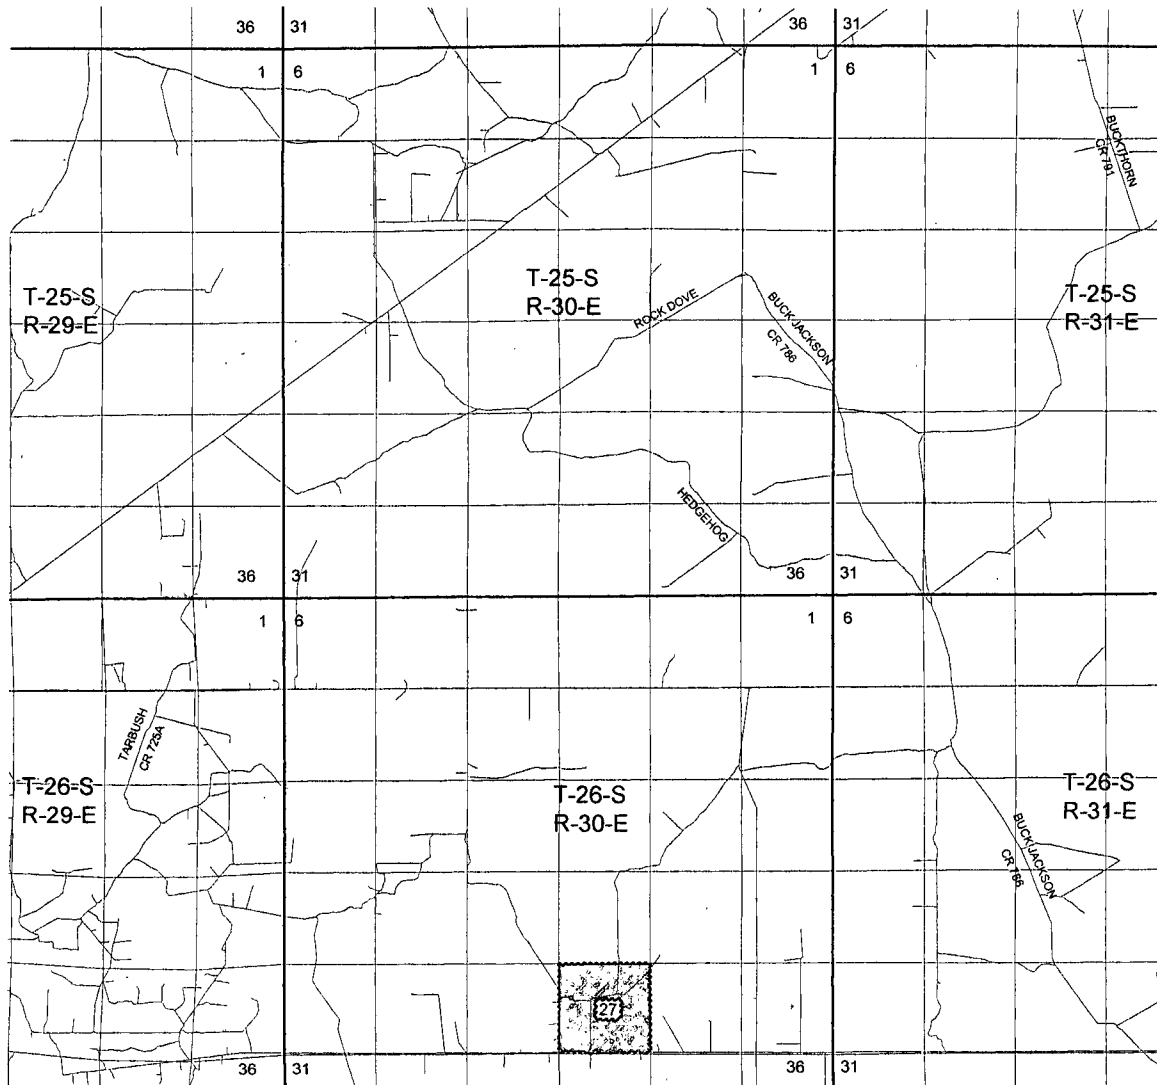 36 31
36 31
1 6
1 6
BUCKTHORN
CR 791
T-25-S
R-29-E
T-25-S
R-30-E
T-25-S
R-31-E
ROCK DOVE
BUCK JACKSON
CR 786
HEDGEHOG
36 31
36 31
1 6
1 6
TARBUSH
CR 725A
T-26-S
R-29-E
T-26-S
R-30-E
T-26-S
R-31-E
BUCK JACKSON
CR 786
27
36 31
36 31